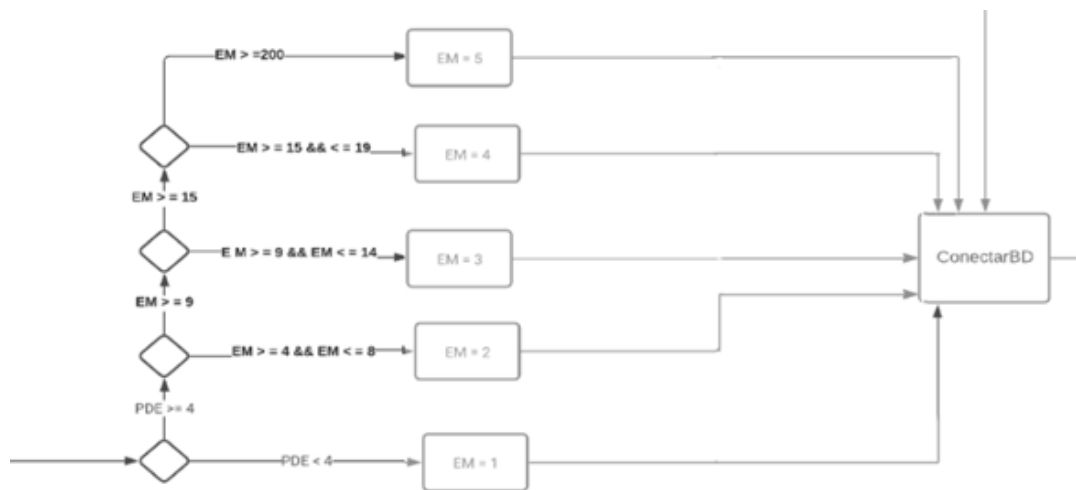 EM > =200
EM = 5
EM > = 15 && < = 19
EM = 4
EM > = 15
E M > = 9 && EM < = 14
EM = 3
ConectarBD
EM > = 9
EM > = 4 && EM < = 8
EM = 2
PDE >= 4
PDE < 4
EM = 1